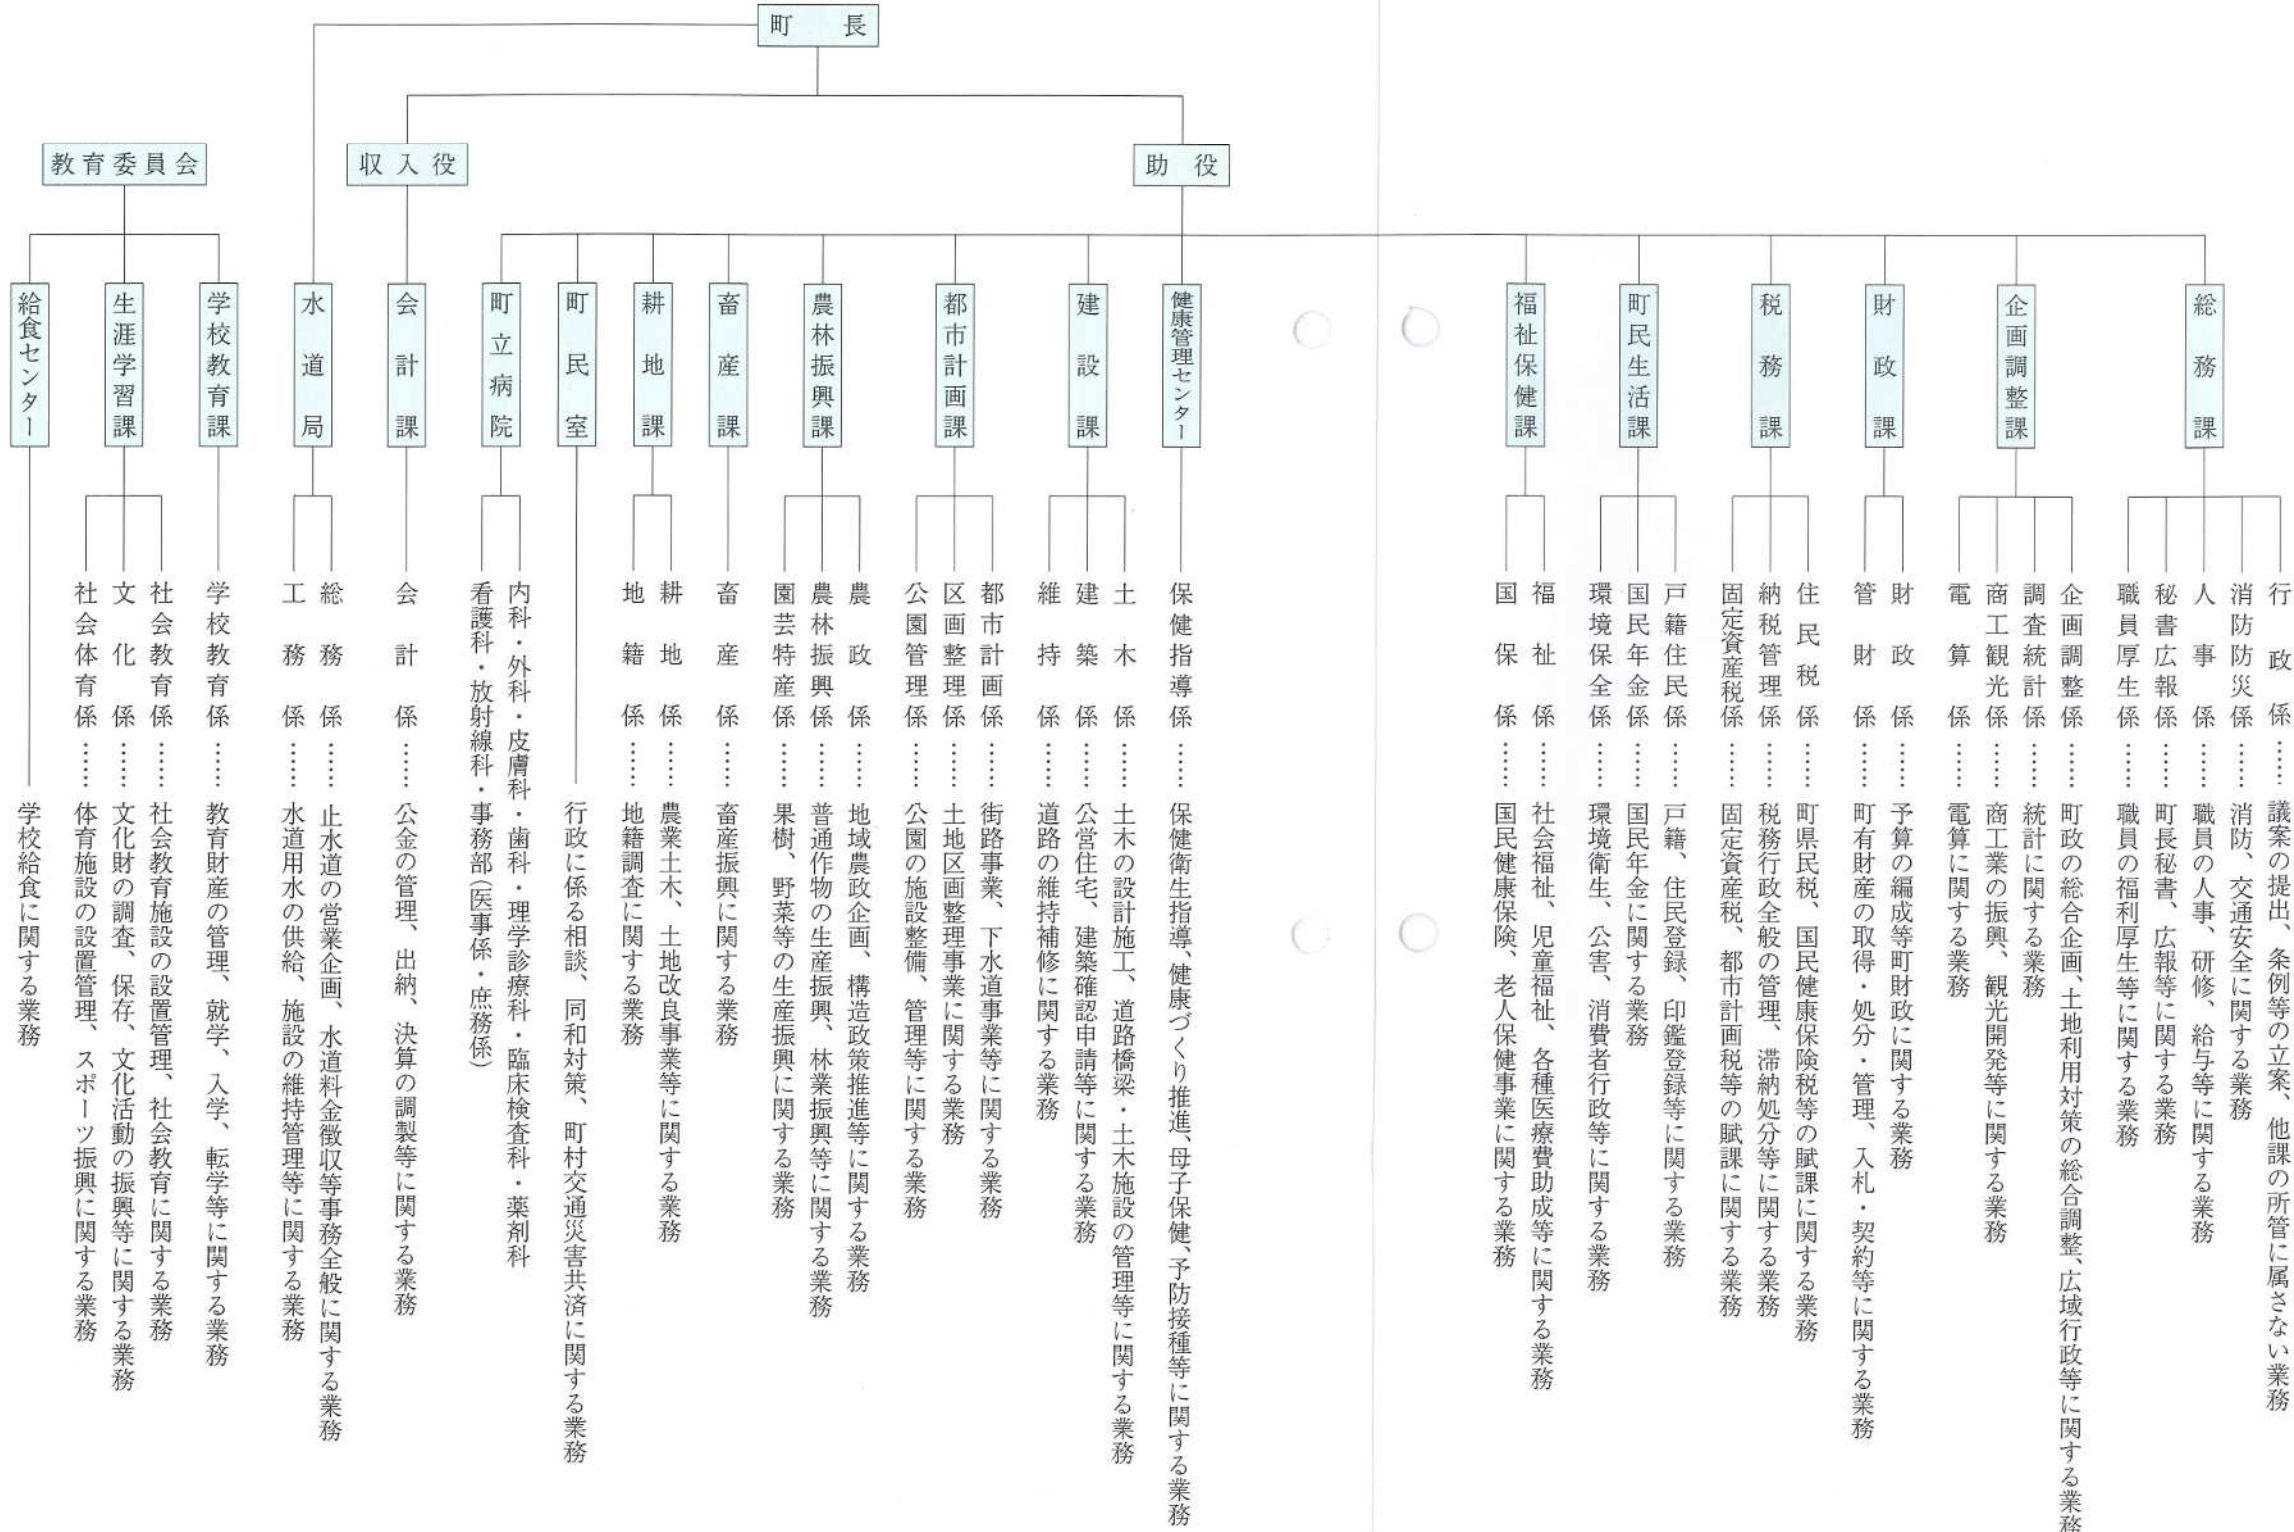 町長
助役
収入役
教育委員会
総務課
企画調整課
財政課
税務課
町民生活課
福祉保健課
健康管理センター
建設課
都市計画課
農林振興課
畜産課
耕地課
町民室
町立病院
会計課
水道局
学校教育課
生涯学習課
給食センター
行政係……議案の提出、条例等の立案、他課の所管に属さない業務
消防防災係……消防、交通安全に関する業務
人事係……職員の人事、研修、給与等に関する業務
秘書広報係……町長秘書、広報等に関する業務
職員厚生係……職員の福利厚生等に関する業務
企画調整係……町政の総合企画、土地利用対策の総合調整、広域行政等に関する業務
調査統計係……統計に関する業務
商工観光係……商工業の振興、観光開発等に関する業務
電算係……電算に関する業務
財政係……予算の編成等町財政に関する業務
管財係……町有財産の取得・処分・管理、入札・契約等に関する業務
住民税係……町県民税、国民健康保険税等の賦課に関する業務
納税管理係……税務行政全般の管理、滞納処分等に関する業務
固定資産税係……固定資産税、都市計画税等の賦課に関する業務
戸籍住民係……戸籍、住民登録、印鑑登録等に関する業務
国民年金係……国民年金に関する業務
環境保全係……環境衛生、公害、消費者行政等に関する業務
福祉係……社会福祉、児童福祉、各種医療費助成等に関する業務
国保係……国民健康保険、老人保健事業に関する業務
保健指導係……保健衛生指導、健康づくり推進、母子保健、予防接種等に関する業務
土木係……土木の設計施工、道路橋梁・土木施設の管理等に関する業務
建築係……公営住宅、建築確認申請等に関する業務
維持係……道路の維持補修に関する業務
都市計画係……街路事業、下水道事業等に関する業務
区画整理係……土地区画整理事業に関する業務
公園管理係……公園の施設整備、管理等に関する業務
農政係……地域農政企画、構造政策推進等に関する業務
農林振興係……普通作物の生産振興、林業振興等に関する業務
園芸特産係……果樹、野菜等の生産振興に関する業務
畜産係……畜産振興に関する業務
耕地係……農業土木、土地改良事業等に関する業務
地籍係……地籍調査に関する業務
行政に係る相談、同和対策、町村交通災害共済に関する業務
内科・外科・皮膚科・歯科・理学診療科・臨床検査科・薬剤科
看護科・放射線科・事務部（医事係・庶務係）
会計係……公金の管理、出納、決算の調製等に関する業務
総務係……止水道の営業企画、水道料金徴収等事務全般に関する業務
工務係……水道用水の供給、施設の維持管理等に関する業務
学校教育係……教育財産の管理、就学、入学、転学等に関する業務
社会教育係……社会教育施設の設置管理、社会教育に関する業務
文化係……文化財の調査、保存、文化活動の振興等に関する業務
社会体育係……体育施設の設置管理、スポーツ振興に関する業務
学校給食に関する業務